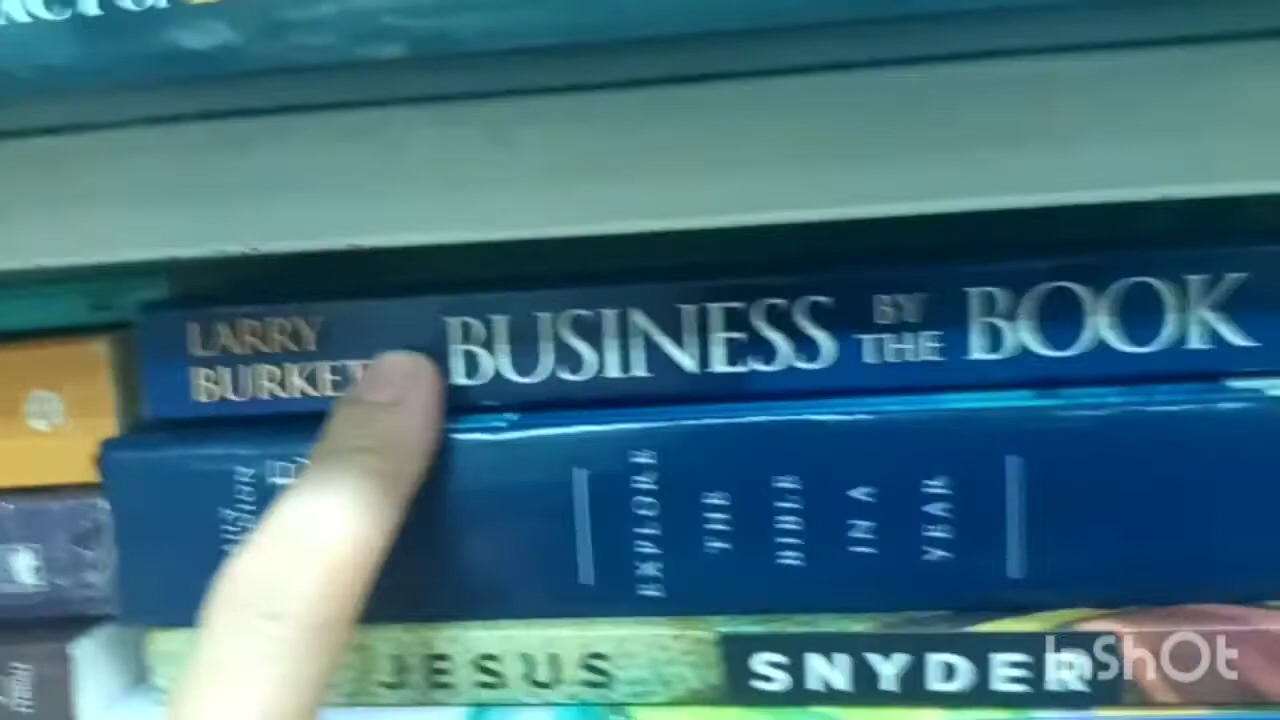 LARRY
BURKET
BUSINESS
BY
THE
BOOK
EXPLORE
THE
BIBLE
IN A
YEAR
JESUS
SNYDER
InShOt